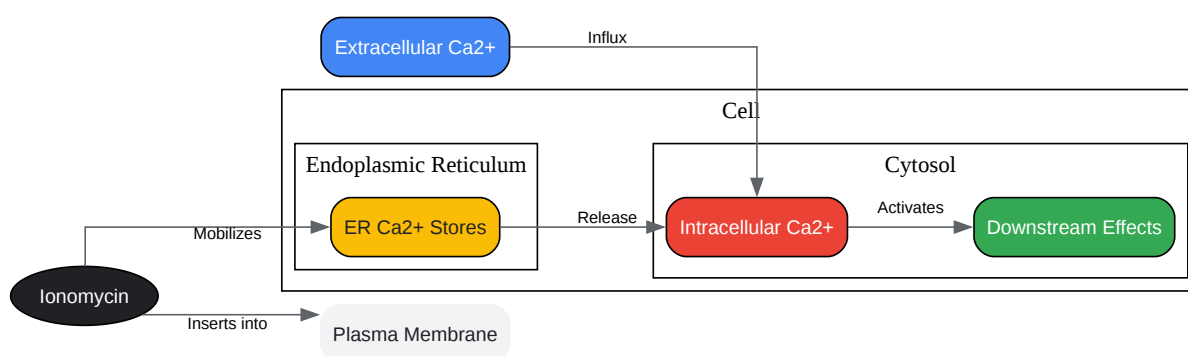 Extracellular Ca2+
Influx
Cell
Endoplasmic Reticulum
Cytosol
Mobilizes
ER Ca2+ Stores
Release
Intracellular Ca2+
Activates
Downstream Effects
Ionomycin
Inserts into
Plasma Membrane